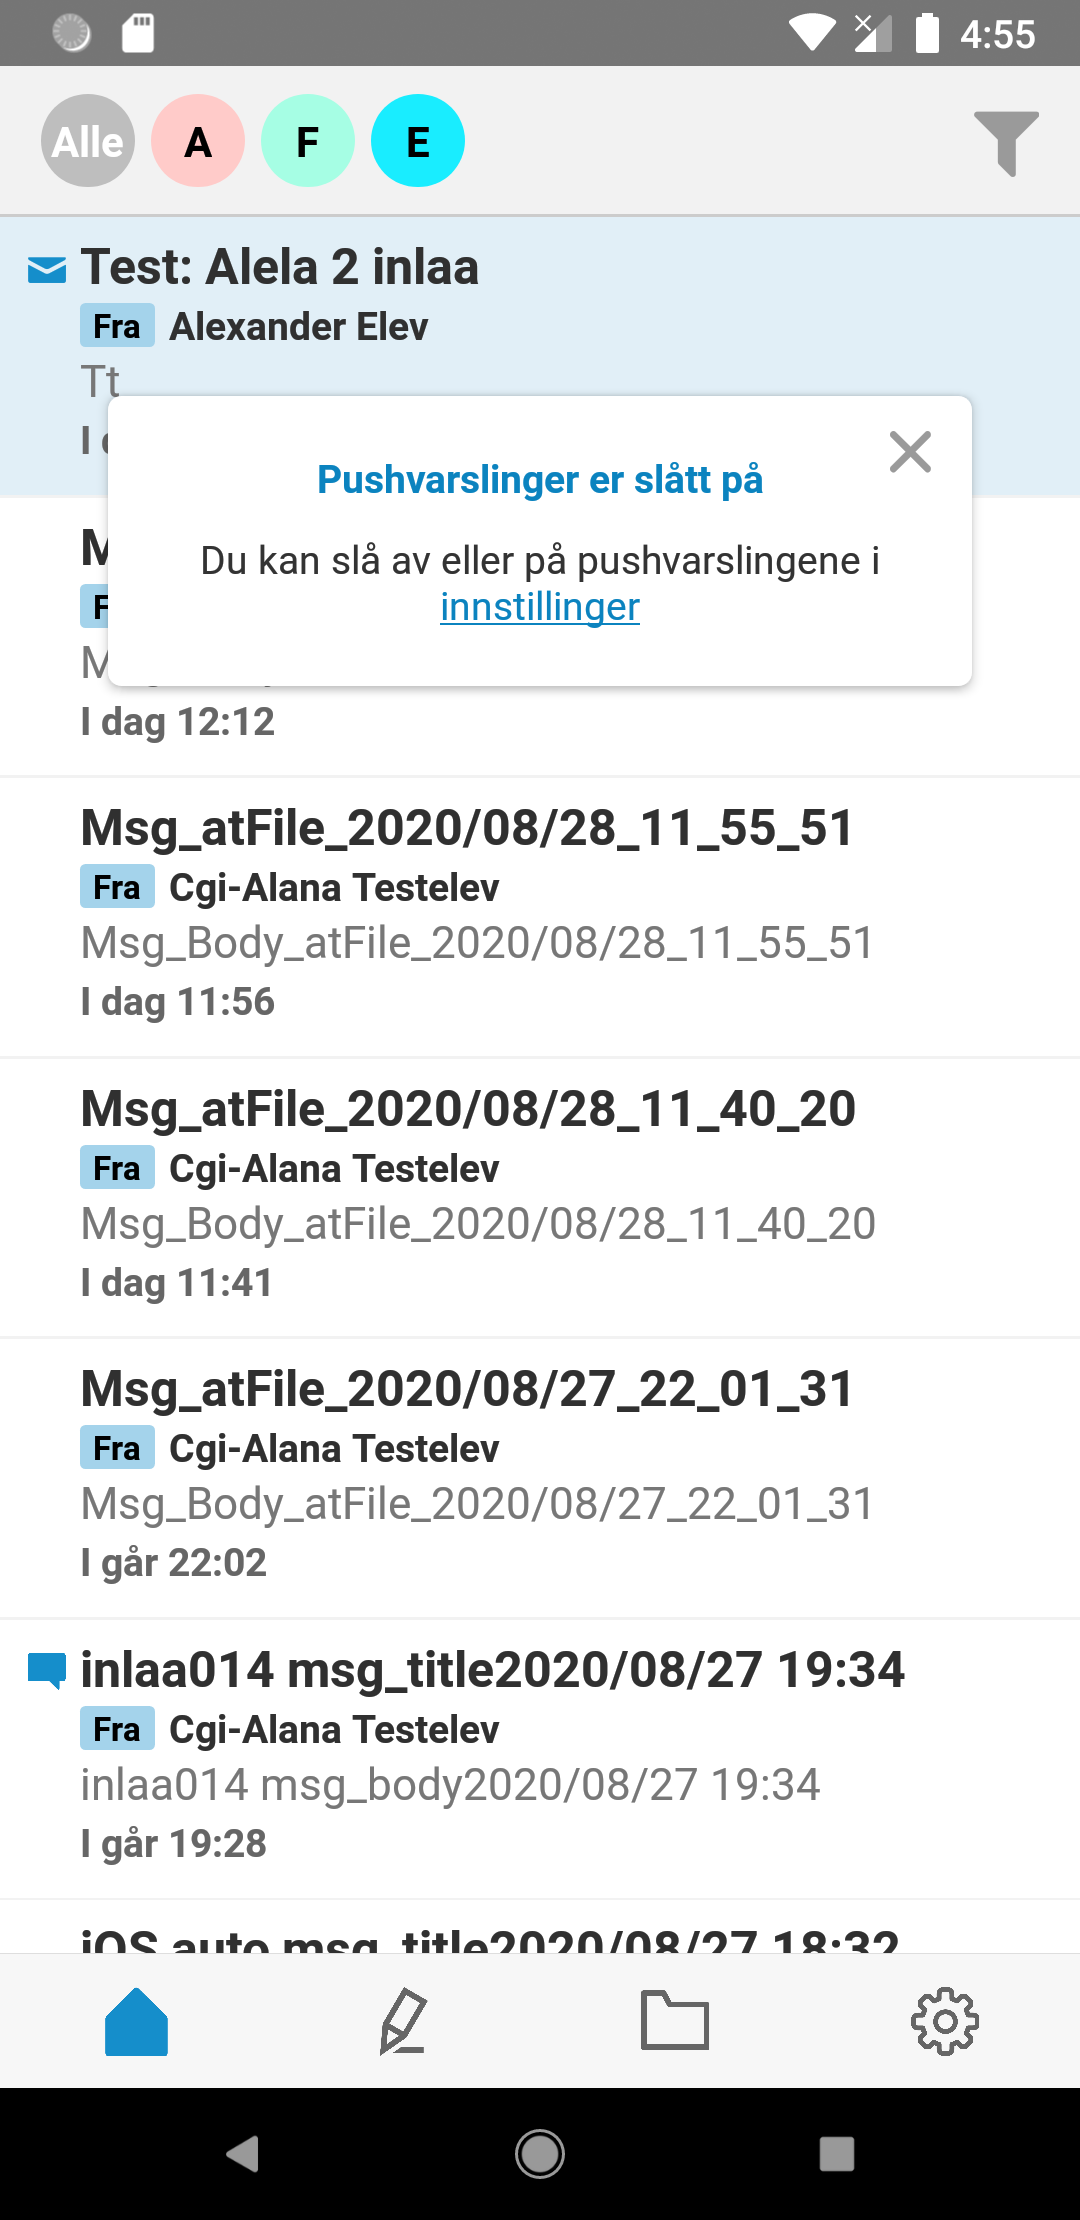 4:55
Alle A F E
Test: Alela 2 inlaa
Fra Alexander Elev
Tt
Pushvarslinger er slått på
Du kan slå av eller på pushvarslingene i
innstillinger
I dag 12:12
Msg_atFile_2020/08/28_11_55_51
Fra Cgi-Alana Testelev
Msg_Body_atFile_2020/08/28_11_55_51
I dag 11:56
Msg_atFile_2020/08/28_11_40_20
Fra Cgi-Alana Testelev
Msg_Body_atFile_2020/08/28_11_40_20
I dag 11:41
Msg_atFile_2020/08/27_22_01_31
Fra Cgi-Alana Testelev
Msg_Body_atFile_2020/08/27_22_01_31
I går 22:02
inlaa014 msg_title2020/08/27 19:34
Fra Cgi-Alana Testelev
inlaa014 msg_body2020/08/27 19:34
I går 19:28
iOS auto msg_title2020/08/27 18:32